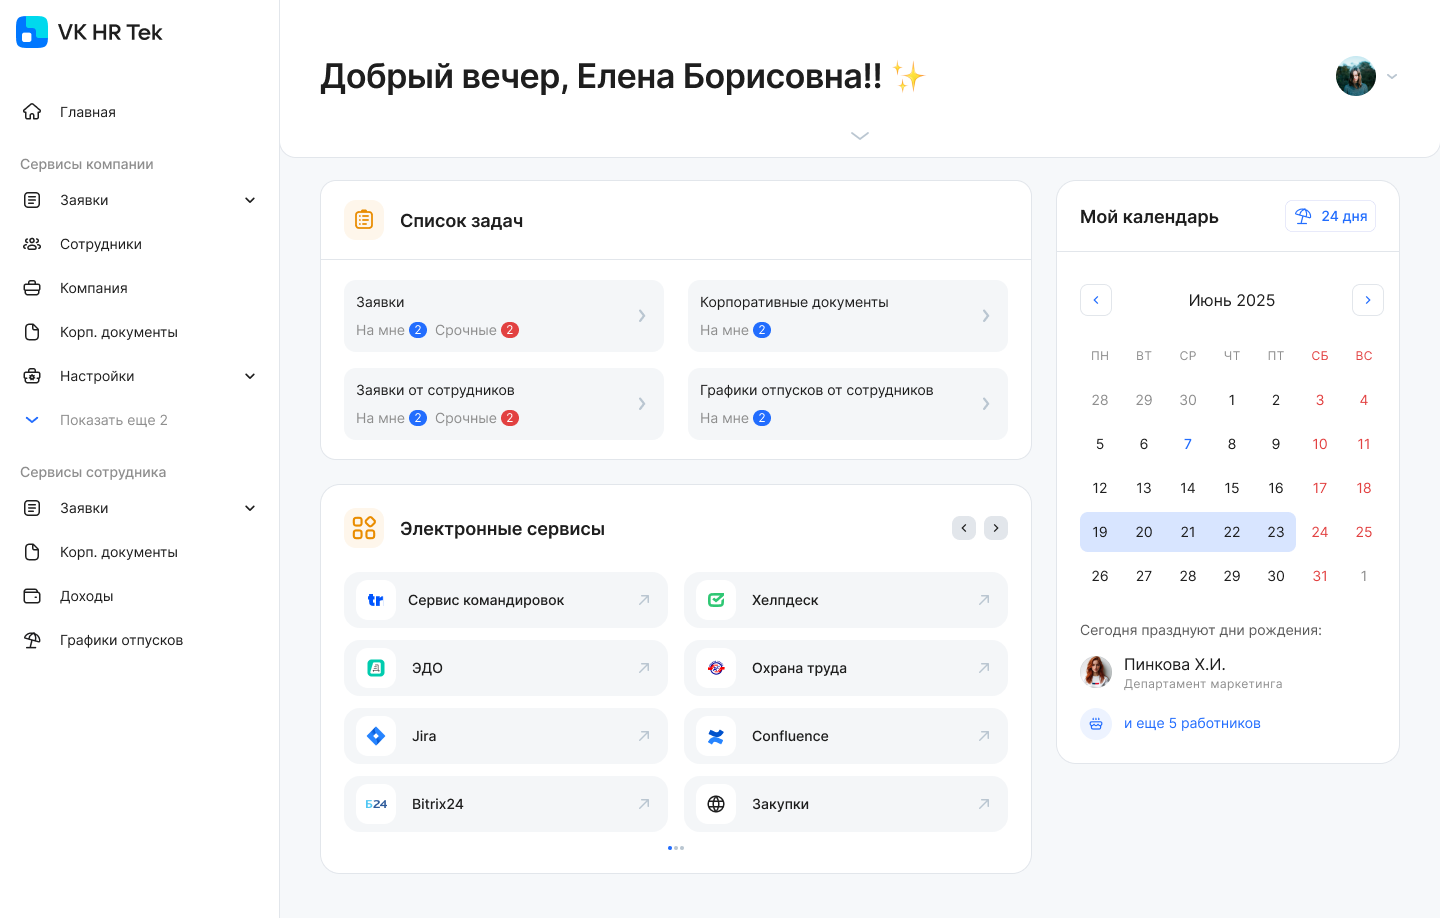 VK HR Tek
Главная
Сервисы компании
Заявки
Сотрудники
Компания
Корп. документы
Настройки
Показать еще 2
Сервисы сотрудника
Заявки
Корп. документы
Доходы
Графики отпусков
Добрый вечер, Елена Борисовна!! ✨
Список задач
Заявки
На мне 2 Срочные 2
Корпоративные документы
На мне 2
Заявки от сотрудников
На мне 2 Срочные 2
Графики отпусков от сотрудников
На мне 2
Электронные сервисы
tr Сервис командировок
Хелпдеск
ЭДО
Охрана труда
Jira
Confluence
Б24 Bitrix24
Закупки
Мой календарь
24 дня
Июнь 2025
ПН ВТ СР ЧТ ПТ СБ ВС
28 29 30 1 2 3 4
5 6 7 8 9 10 11
12 13 14 15 16 17 18
19 20 21 22 23 24 25
26 27 28 29 30 31 1
Сегодня празднуют дни рождения:
Пинкова Х.И.
Департамент маркетинга
и еще 5 работников